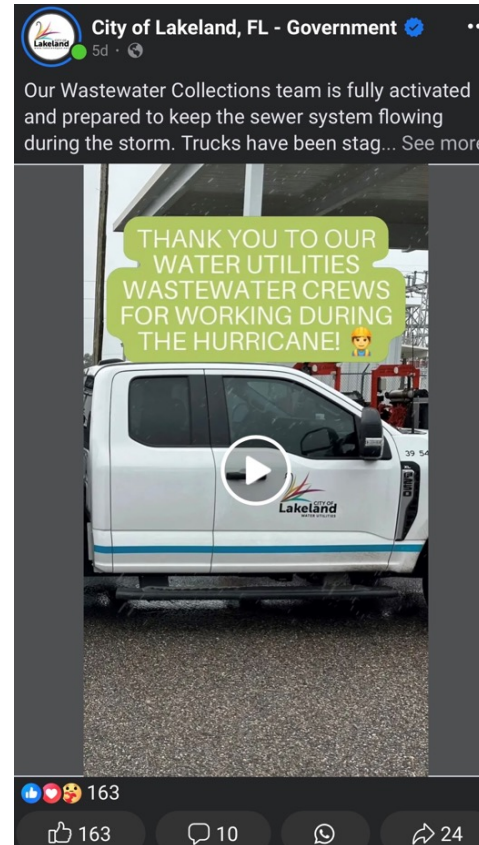 City of Lakeland, FL - Government
Lakeland
5d ·
Our Wastewater Collections team is fully activated
and prepared to keep the sewer system flowing
during the storm. Trucks have been stag... See more
THANK YOU TO OUR
WATER UTILITIES
WASTEWATER CREWS
FOR WORKING DURING
THE HURRICANE! 👷
39 54
F-250
CITY OF
Lakeland
WATER UTILITIES
163
163
10
24